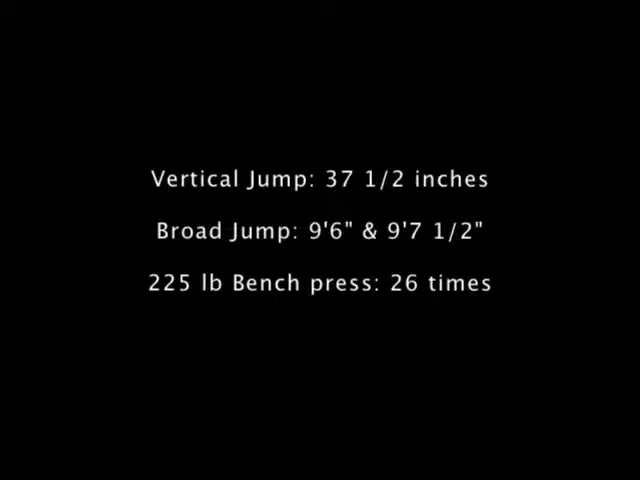 Vertical Jump: 37 1/2 inches
Broad Jump: 9'6" & 9'7 1/2"
225 lb Bench press: 26 times